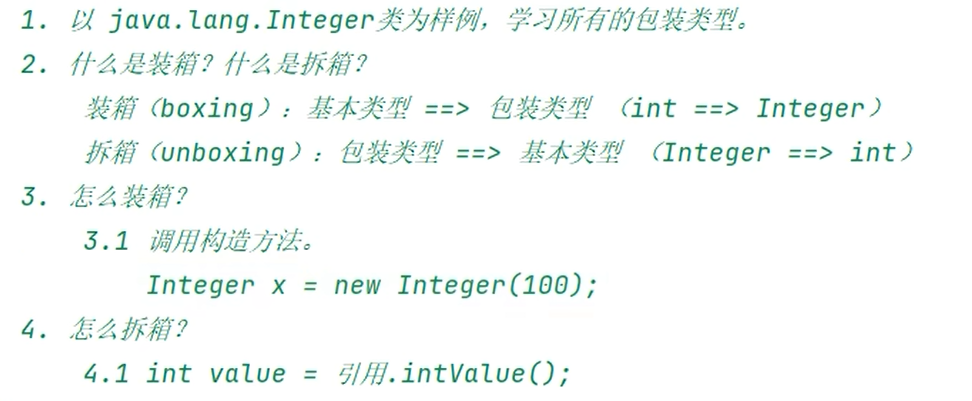 1. 以 java.lang.Integer类为样例，学习所有的包装类型。
2. 什么是装箱？什么是拆箱？
装箱（boxing）：基本类型 ==> 包装类型 （int ==> Integer）
拆箱（unboxing）：包装类型 ==> 基本类型 （Integer ==> int）
3. 怎么装箱？
3.1 调用构造方法。
Integer x = new Integer(100);
4. 怎么拆箱？
4.1 int value = 引用.intValue();